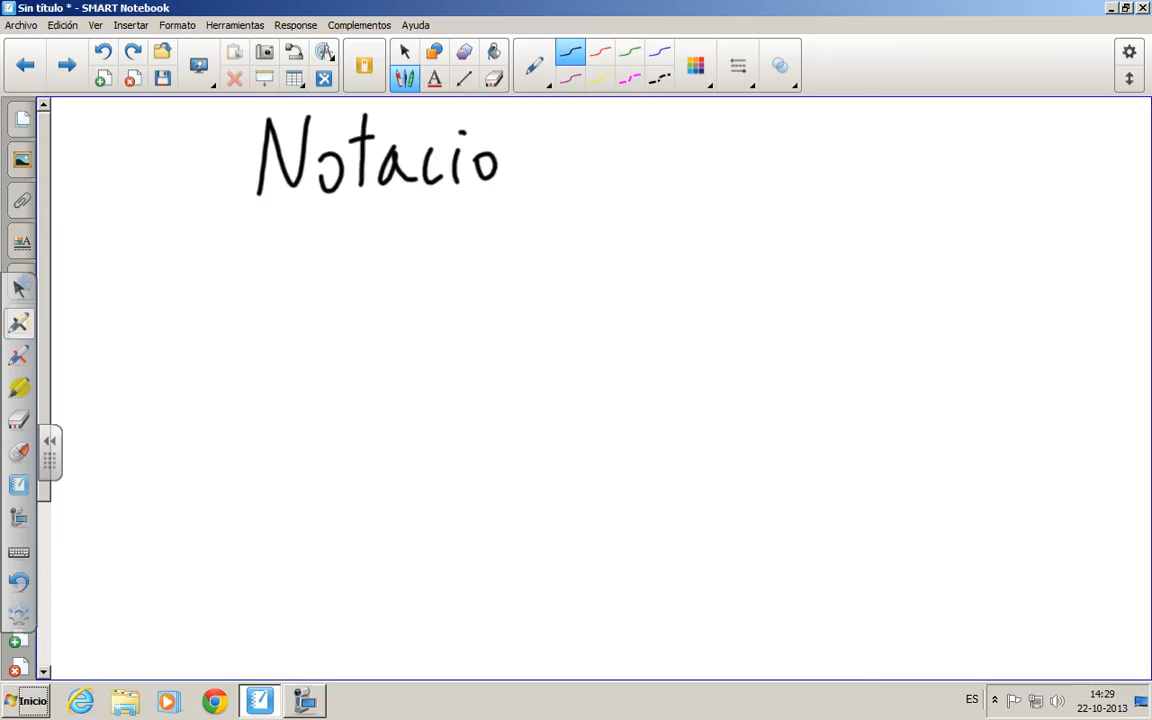 Sin título * - SMART Notebook
Archivo Edición Ver Insertar Formato Herramientas Response Complementos Ayuda
Notacio
Inicio
ES
14:29
22-10-2013